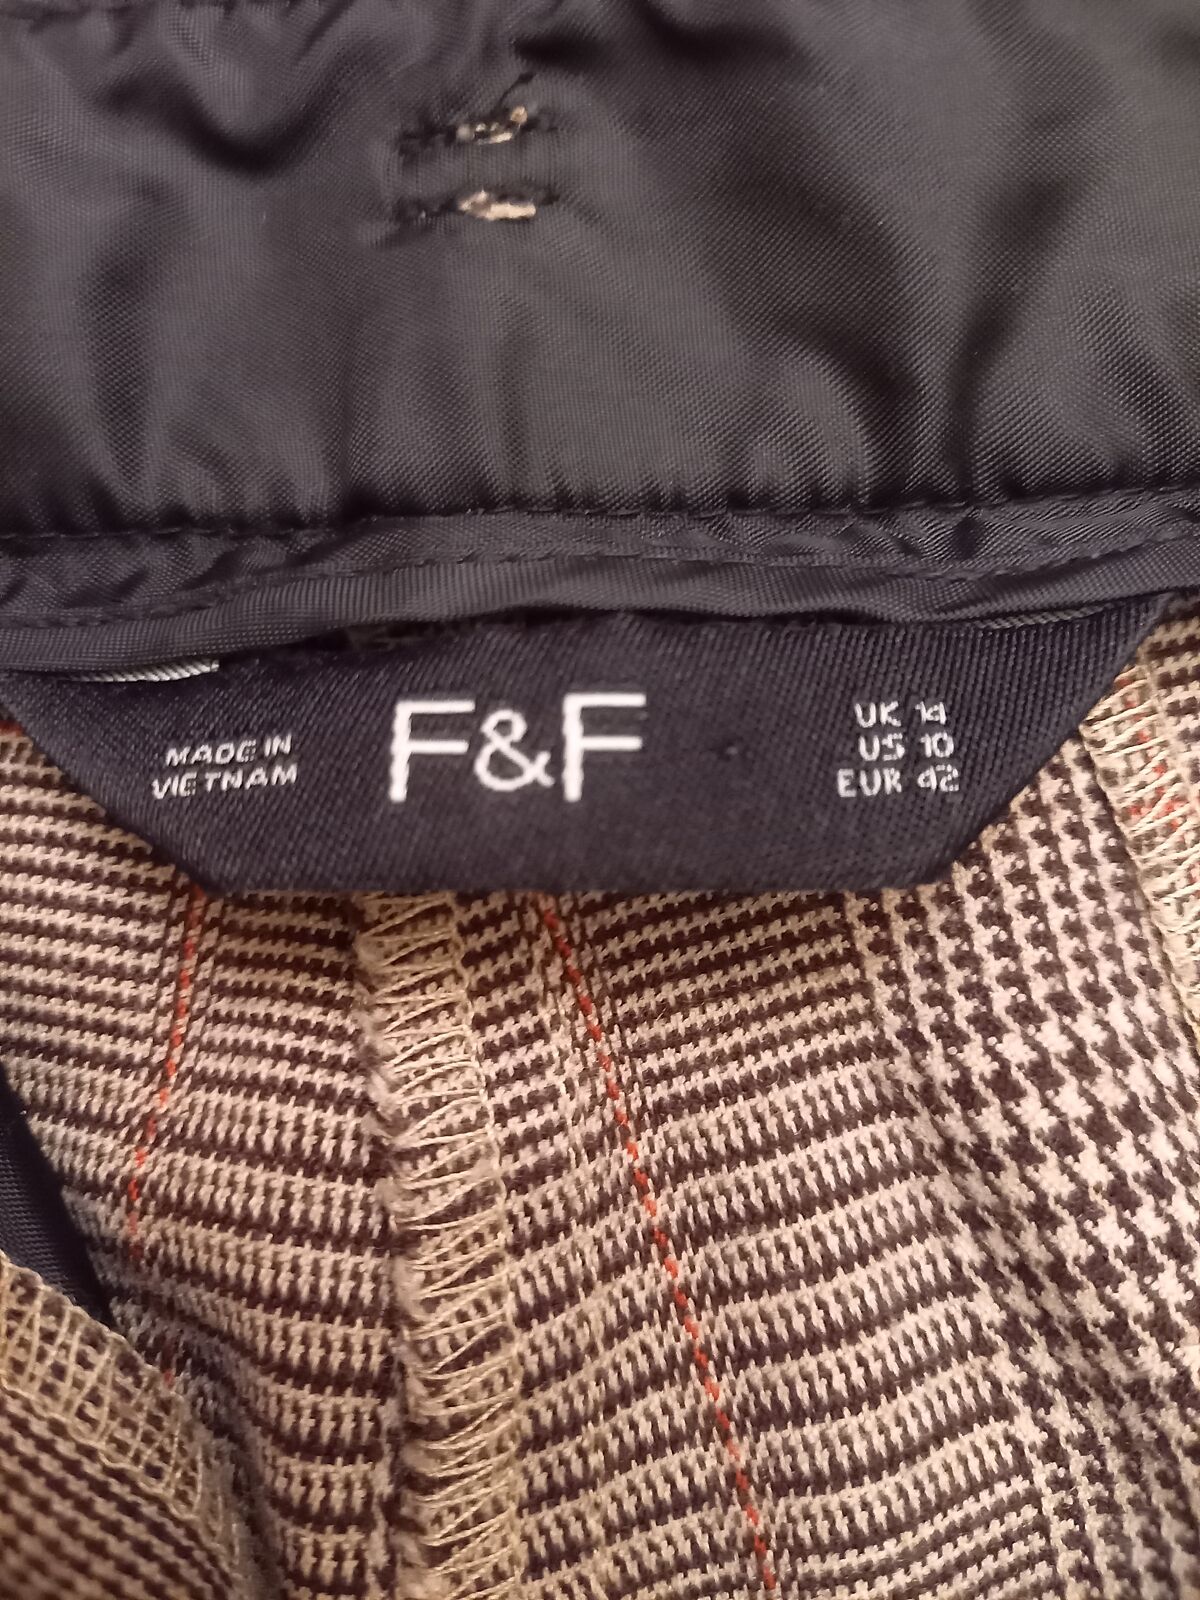 MADE IN
VIETNAM
F&F
UK 14
US 10
EUR 42